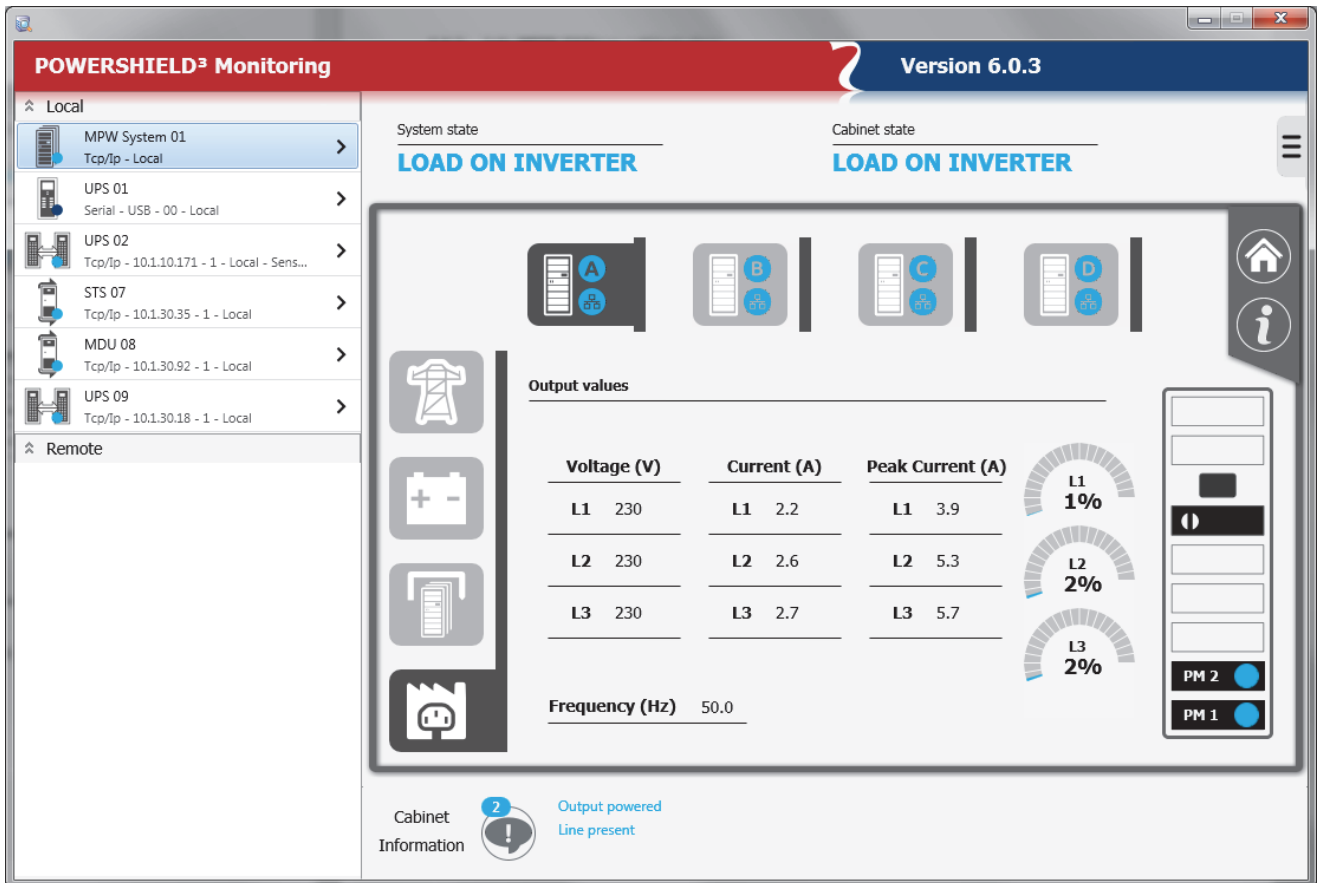 POWERSHIELD³ Monitoring
Version 6.0.3
Local
MPW System 01
Tcp/Ip - Local
UPS 01
Serial - USB - 00 - Local
UPS 02
Tcp/Ip - 10.1.10.171 - 1 - Local - Sens...
STS 07
Tcp/Ip - 10.1.30.35 - 1 - Local
MDU 08
Tcp/Ip - 10.1.30.92 - 1 - Local
UPS 09
Tcp/Ip - 10.1.30.18 - 1 - Local
Remote
System state
LOAD ON INVERTER
Cabinet state
LOAD ON INVERTER
A
B
C
D
Output values
Voltage (V) Current (A) Peak Current (A)
L1 230 L1 2.2 L1 3.9
L2 230 L2 2.6 L2 5.3
L3 230 L3 2.7 L3 5.7
Frequency (Hz) 50.0
L1
1%
L2
2%
L3
2%
PM 2
PM 1
Cabinet
Information
2
Output powered
Line present